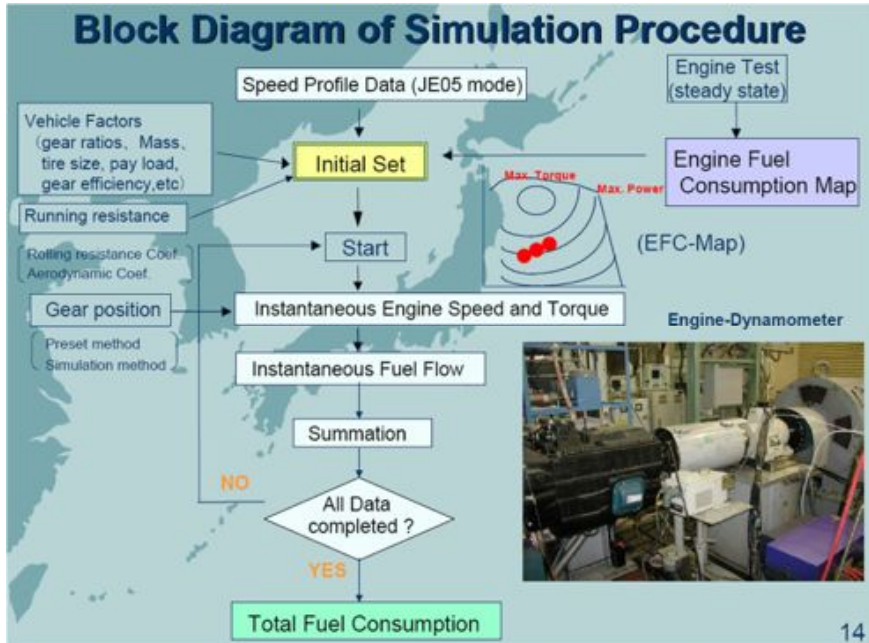 Block Diagram of Simulation Procedure
Speed Profile Data (JE05 mode)
Engine Test
(steady state)
Vehicle Factors
(gear ratios、Mass、
tire size, pay load,
gear efficiency,etc)
Initial Set
Engine Fuel
Consumption Map
Max. Torque
Max. Power
Running resistance
Rolling resistance Coef.
Aerodynamic Coef.
Start
(EFC-Map)
Gear position
Instantaneous Engine Speed and Torque
Preset method
Simulation method
Engine-Dynamometer
Instantaneous Fuel Flow
Summation
NO
All Data
completed ?
YES
Total Fuel Consumption
14